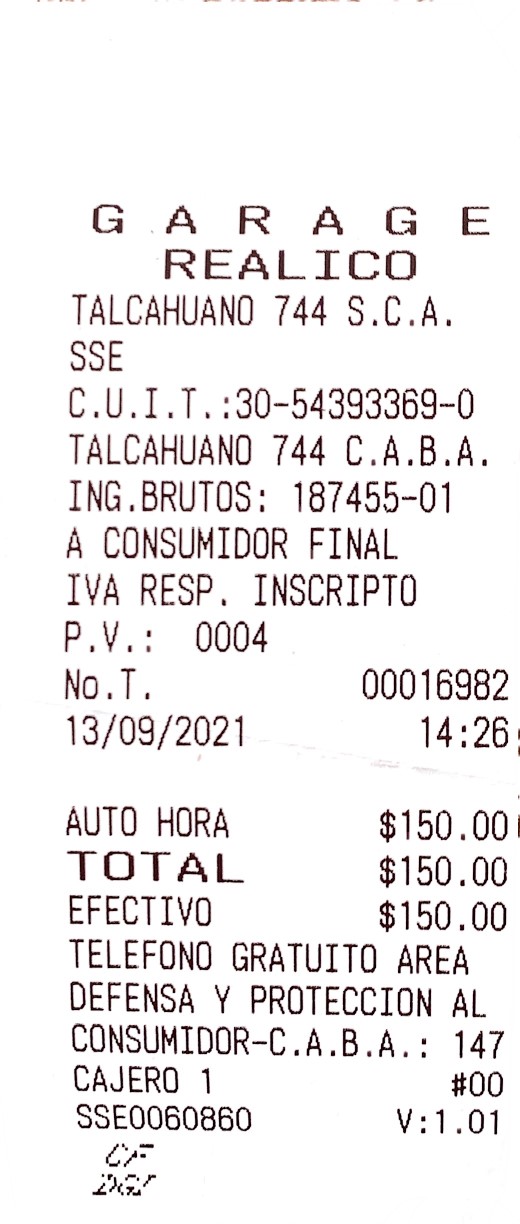 G A R A G E
REALICO
TALCAHUANO 744 S.C.A.
SSE
C.U.I.T.:30-54393369-0
TALCAHUANO 744 C.A.B.A.
ING.BRUTOS: 187455-01
A CONSUMIDOR FINAL
IVA RESP. INSCRIPTO
P.V.: 0004
No.T. 00016982
13/09/2021 14:26
AUTO HORA $150.00
TOTAL $150.00
EFECTIVO $150.00
TELEFONO GRATUITO AREA
DEFENSA Y PROTECCION AL
CONSUMIDOR-C.A.B.A.: 147
CAJERO 1 #00
SSE0060860 V:1.01
CF
DGI